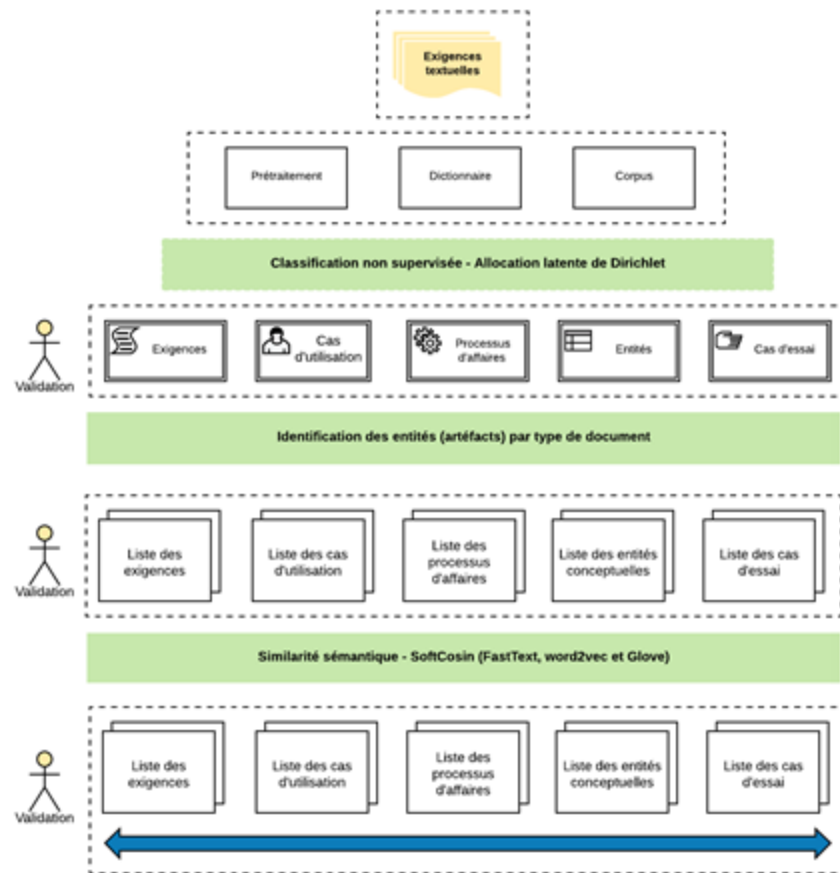 Exigences
textuelles
Prétraitement
Dictionnaire
Corpus
Classification non supervisée - Allocation latente de Dirichlet
Validation
Exigences
Cas
d'utilisation
Processus
d'affaires
Entités
Cas d'essai
Identification des entités (artéfacts) par type de document
Validation
Liste des
exigences
Liste des cas
d'utilisation
Liste des
processus
d'affaires
Liste des entités
conceptuelles
Liste des cas
d'essai
Similarité sémantique - SoftCosin (FastText, word2vec et Glove)
Validation
Liste des
exigences
Liste des cas
d'utilisation
Liste des
processus
d'affaires
Liste des entités
conceptuelles
Liste des cas
d'essai